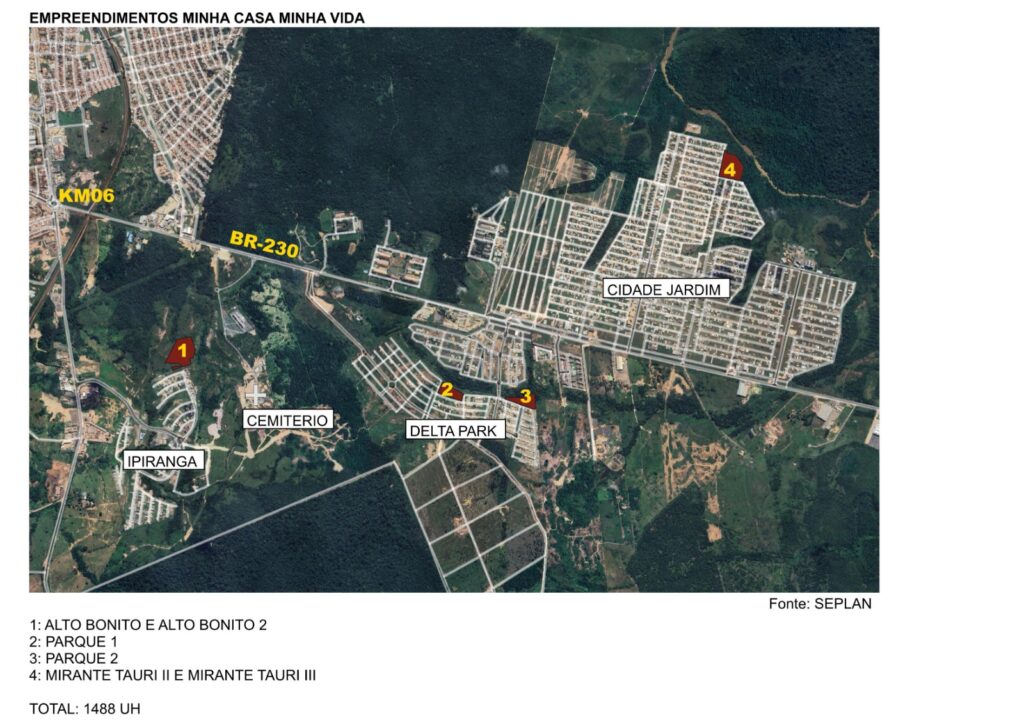 EMPREENDIMENTOS MINHA CASA MINHA VIDA
KM06
BR-230
4
CIDADE JARDIM
1
2
3
CEMITERIO
DELTA PARK
IPIRANGA
Fonte: SEPLAN
1: ALTO BONITO E ALTO BONITO 2
2: PARQUE 1
3: PARQUE 2
4: MIRANTE TAURI II E MIRANTE TAURI III
TOTAL: 1488 UH